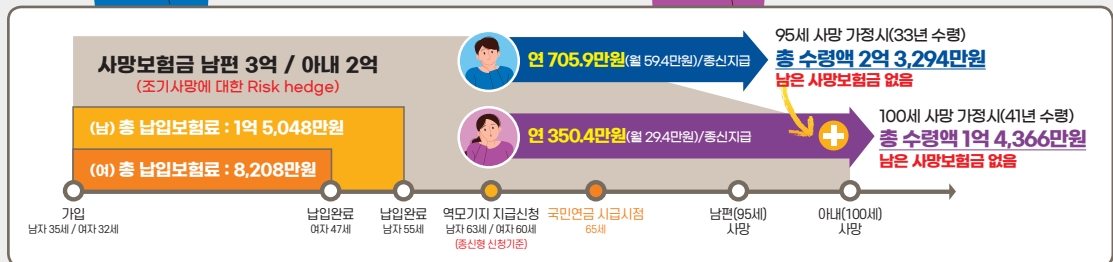 사망보험금 남편 3억 / 아내 2억
(조기사망에 대한 Risk hedge)
(남) 총 납입보험료 : 1억 5,048만원
(여) 총 납입보험료 : 8,208만원
연 705.9만원(월 59.4만원)/종신지급
95세 사망 가정시(33년 수령)
총 수령액 2억 3,294만원
남은 사망보험금 없음
연 350.4만원(월 29.4만원)/종신지급
100세 사망 가정시(41년 수령)
총 수령액 1억 4,366만원
남은 사망보험금 없음
가입
남자 35세 / 여자 32세
납입완료
여자 47세
납입완료
남자 55세
역모기지 지급신청
남자 63세 / 여자 60세
(종신형 신청기준)
국민연금 시급시점
65세
남편(95세)
사망
아내(100세)
사망